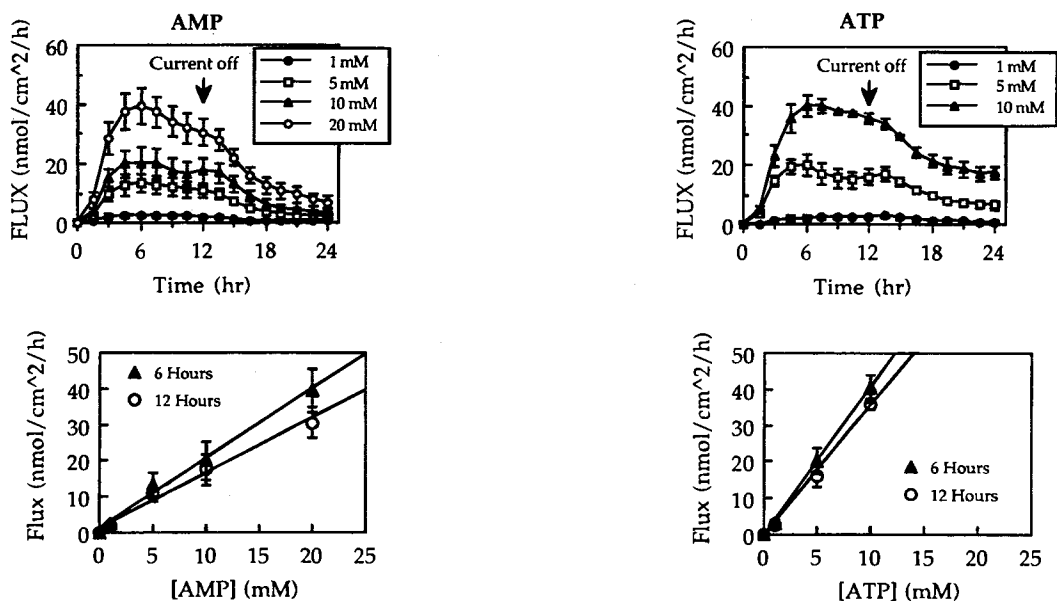 AMP
60
40
20
0
FLUX (nmol/cm^2/h)
Current off
1 mM
5 mM
10 mM
20 mM
0 6 12 18 24
Time (hr)
ATP
60
40
20
0
FLUX (nmol/cm^2/h)
Current off
1 mM
5 mM
10 mM
0 6 12 18 24
Time (hr)
50
40
30
20
10
0
Flux (nmol/cm^2/h)
6 Hours
12 Hours
0 5 10 15 20 25
[AMP] (mM)
50
40
30
20
10
0
Flux (nmol/cm^2/h)
6 Hours
12 Hours
0 5 10 15 20 25
[ATP] (mM)